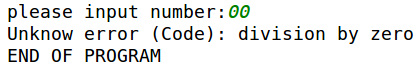 please input number:00
Unknow error (Code): division by zero
END OF PROGRAM